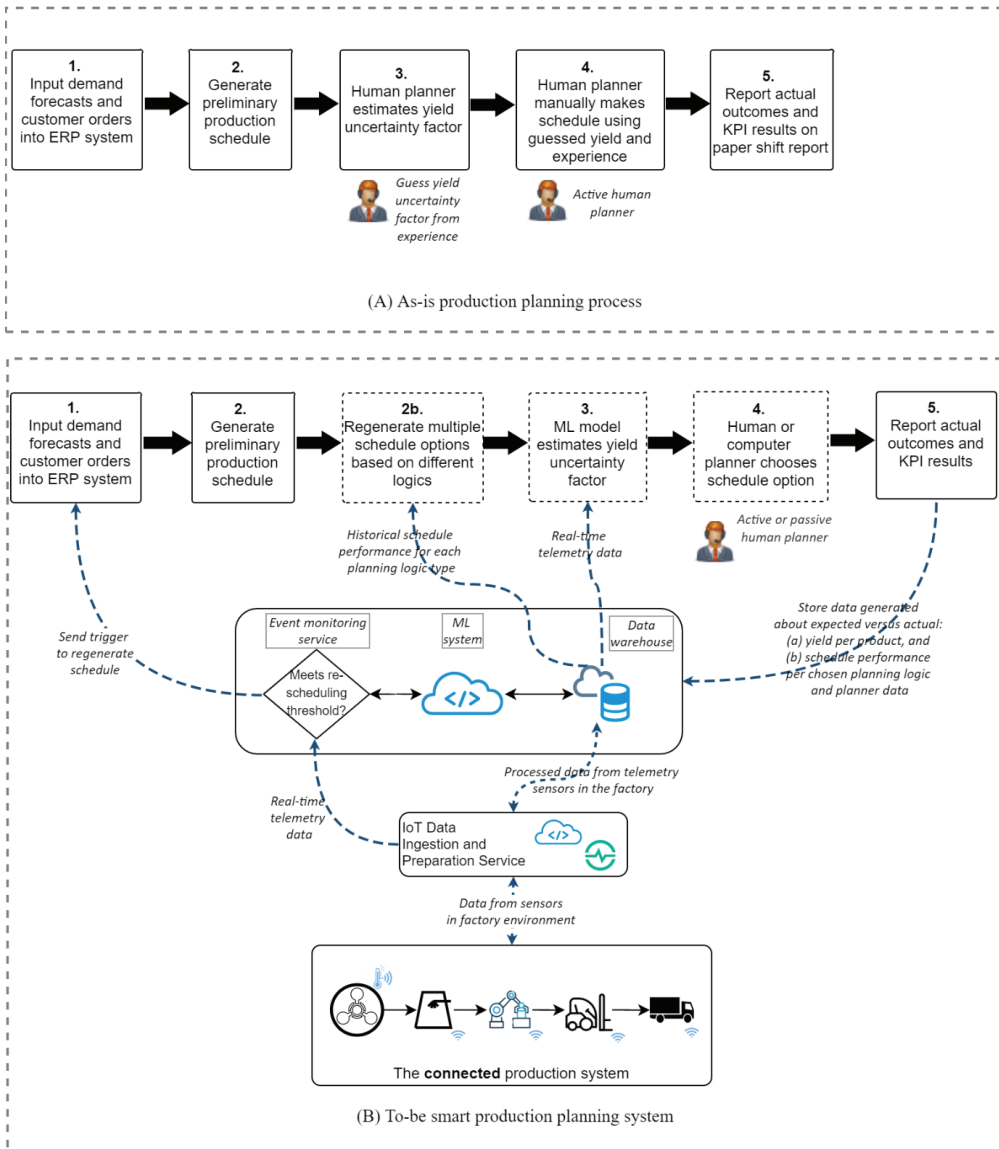 1.
Input demand
forecasts and
customer orders
into ERP system
2.
Generate
preliminary
production
schedule
3.
Human planner
estimates yield
uncertainty factor
4.
Human planner
manually makes
schedule using
guessed yield and
experience
5.
Report actual
outcomes and
KPI results on
paper shift report
Guess yield
uncertainty
factor from
experience
Active human
planner
(A) As-is production planning process
1.
Input demand
forecasts and
customer orders
into ERP system
2.
Generate
preliminary
production
schedule
2b.
Regenerate multiple
schedule options
based on different
logics
3.
ML model
estimates yield
uncertainty
factor
4.
Human or
computer
planner chooses
schedule option
5.
Report actual
outcomes and
KPI results
Historical schedule
performance for each
planning logic type
Real-time
telemetry data
Active or passive
human planner
Send trigger
to regenerate
schedule
Event monitoring
service
ML
system
Data
warehouse
Store data generated
about expected versus actual:
(a) yield per product, and
(b) schedule performance
per chosen planning logic
and planner data
Meets re-
scheduling
threshold?
</>
Real-time
telemetry
data
Processed data from telemetry
sensors in the factory
IoT Data
Ingestion and
Preparation Service
</>
Data from sensors
in factory environment
The connected production system
(B) To-be smart production planning system